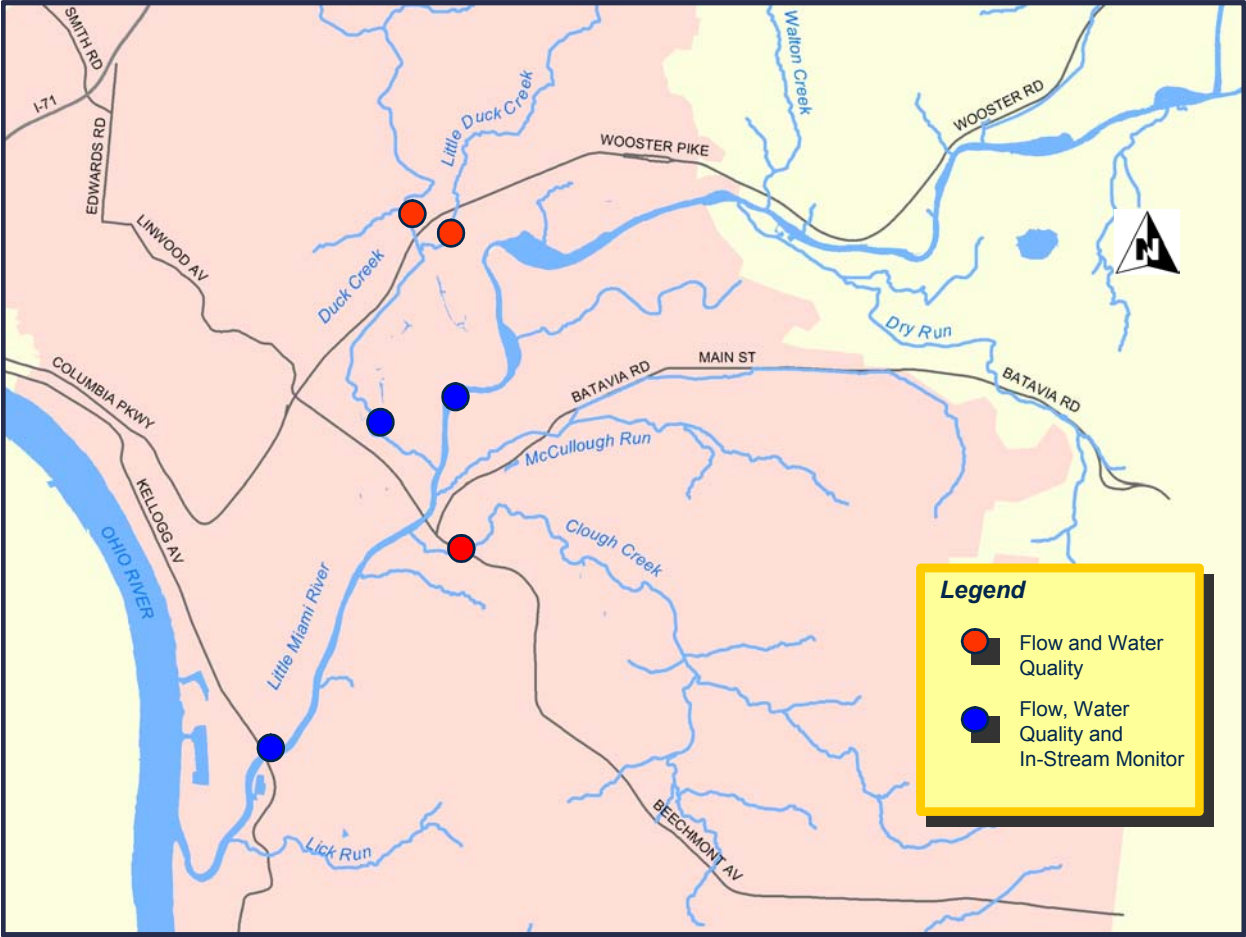 SMITH RD
I-71
EDWARDS RD
Walton Creek
WOOSTER RD
Little Duck Creek
WOOSTER PIKE
LINWOOD AV
Duck Creek
N
Dry Run
COLUMBIA PKWY
BATAVIA RD
MAIN ST
BATAVIA RD
McCullough Run
KELLOGG AV
OHIO RIVER
Clough Creek
Little Miami River
Legend
Flow and Water
Quality
Flow, Water
Quality and
In-Stream Monitor
BEECHMONT AV
Lick Run